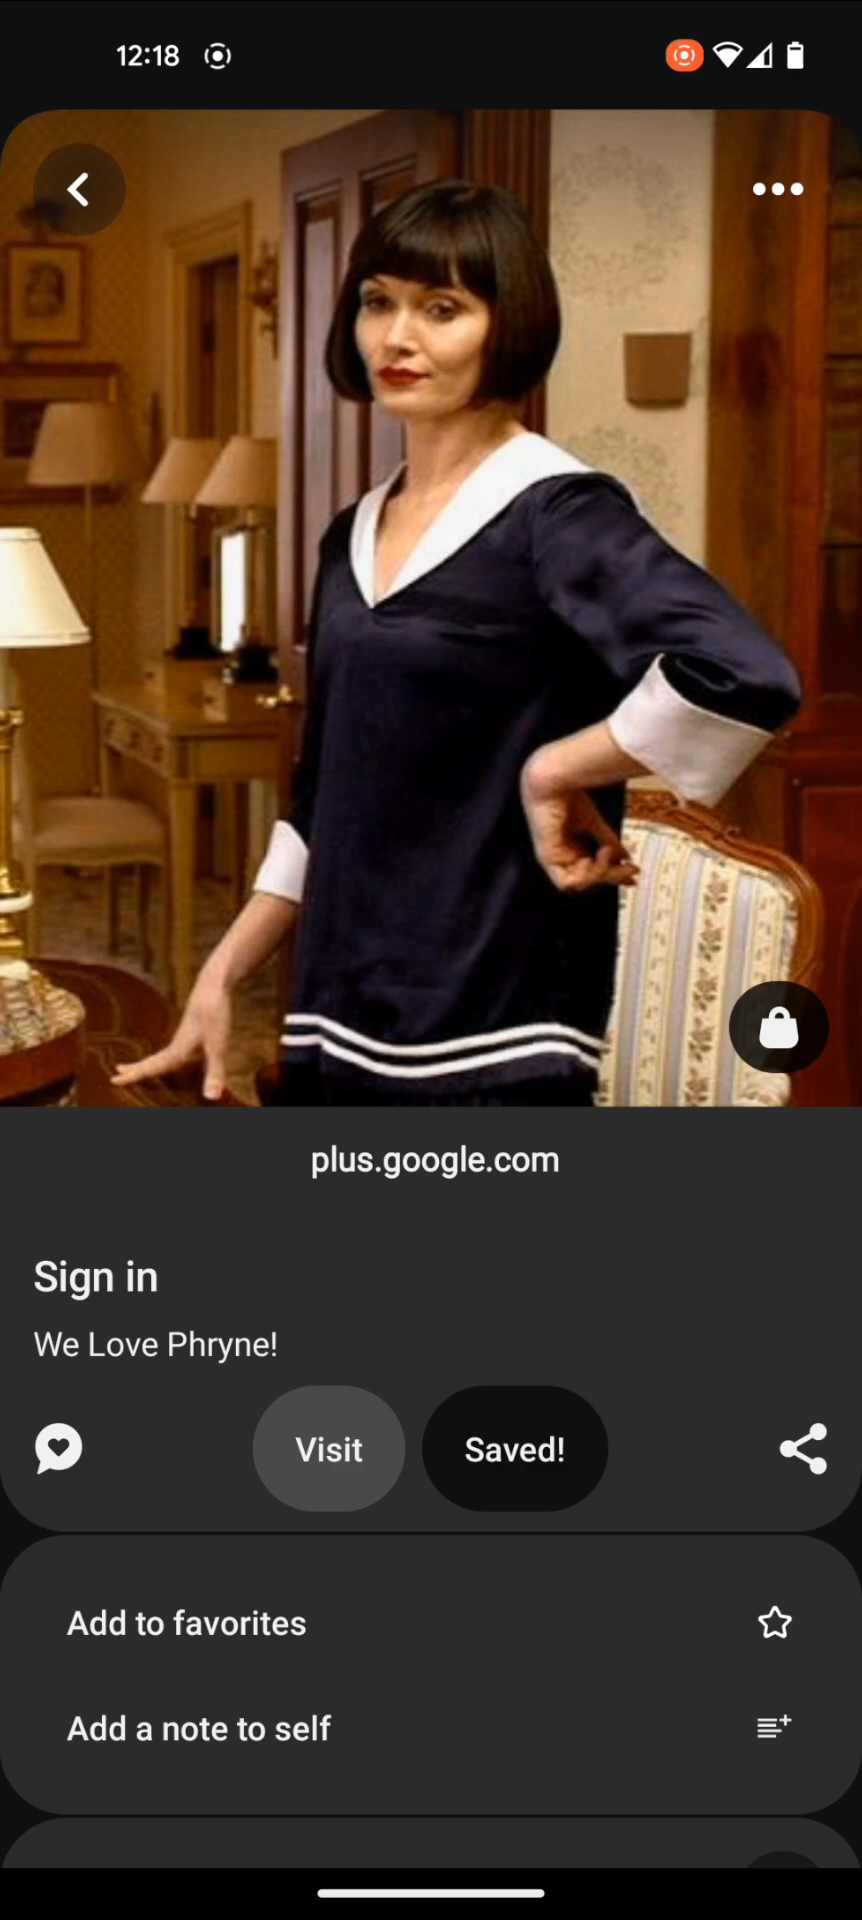 12:18
plus.google.com
Sign in
We Love Phryne!
Visit
Saved!
Add to favorites
Add a note to self